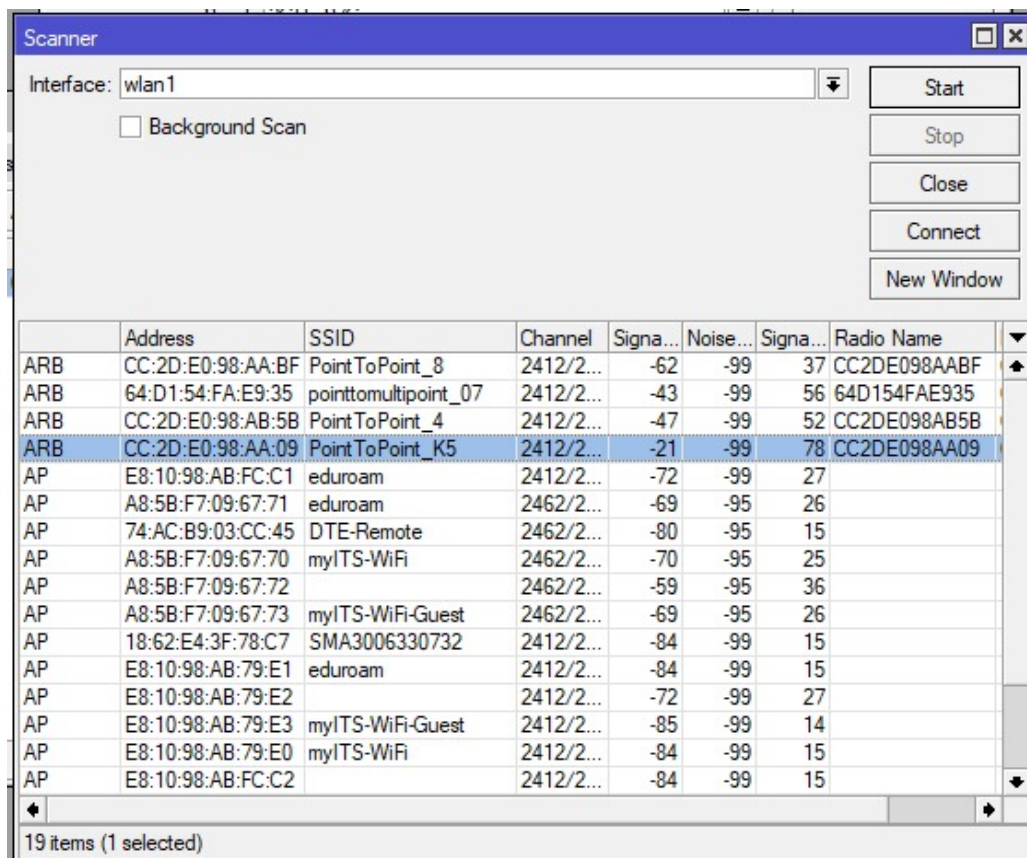 Scanner
Interface: wlan1
Start
Background Scan
Stop
Close
Connect
New Window
Address SSID Channel Signa... Noise... Signa... Radio Name
ARB CC:2D:E0:98:AA:BF PointToPoint_8 2412/2... -62 -99 37 CC2DE098AABF
ARB 64:D1:54:FA:E9:35 pointtomultipoint_07 2412/2... -43 -99 56 64D154FAE935
ARB CC:2D:E0:98:AB:5B PointToPoint_4 2412/2... -47 -99 52 CC2DE098AB5B
ARB CC:2D:E0:98:AA:09 PointToPoint_K5 2412/2... -21 -99 78 CC2DE098AA09
AP E8:10:98:AB:FC:C1 eduroam 2412/2... -72 -99 27
AP A8:5B:F7:09:67:71 eduroam 2462/2... -69 -95 26
AP 74:AC:B9:03:CC:45 DTE-Remote 2462/2... -80 -95 15
AP A8:5B:F7:09:67:70 myITS-WiFi 2462/2... -70 -95 25
AP A8:5B:F7:09:67:72 2462/2... -59 -95 36
AP A8:5B:F7:09:67:73 myITS-WiFi-Guest 2462/2... -69 -95 26
AP 18:62:E4:3F:78:C7 SMA3006330732 2412/2... -84 -99 15
AP E8:10:98:AB:79:E1 eduroam 2412/2... -84 -99 15
AP E8:10:98:AB:79:E2 2412/2... -72 -99 27
AP E8:10:98:AB:79:E3 myITS-WiFi-Guest 2412/2... -85 -99 14
AP E8:10:98:AB:79:E0 myITS-WiFi 2412/2... -84 -99 15
AP E8:10:98:AB:FC:C2 2412/2... -84 -99 15
19 items (1 selected)